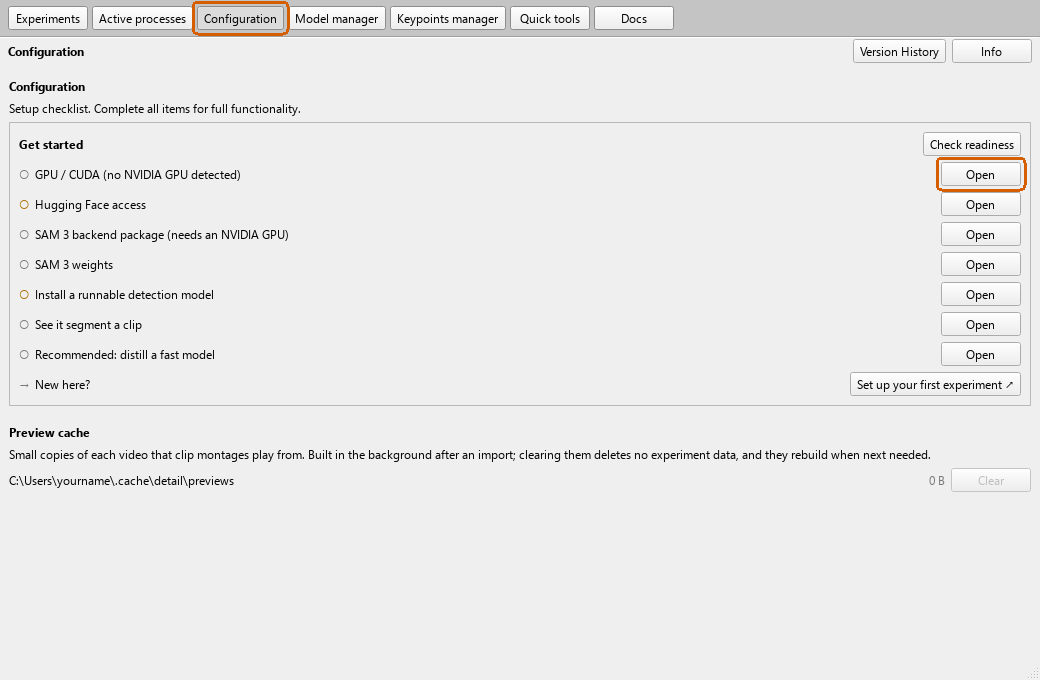 Experiments Active processes Configuration Model manager Keypoints manager Quick tools Docs
Configuration Version History Info
Configuration
Setup checklist. Complete all items for full functionality.
Get started Check readiness
GPU / CUDA (no NVIDIA GPU detected) Open
Hugging Face access Open
SAM 3 backend package (needs an NVIDIA GPU) Open
SAM 3 weights Open
Install a runnable detection model Open
See it segment a clip Open
Recommended: distill a fast model Open
→ New here? Set up your first experiment ↗
Preview cache
Small copies of each video that clip montages play from. Built in the background after an import; clearing them deletes no experiment data, and they rebuild when next needed.
C:\Users\yourname\.cache\detail\previews 0 B Clear